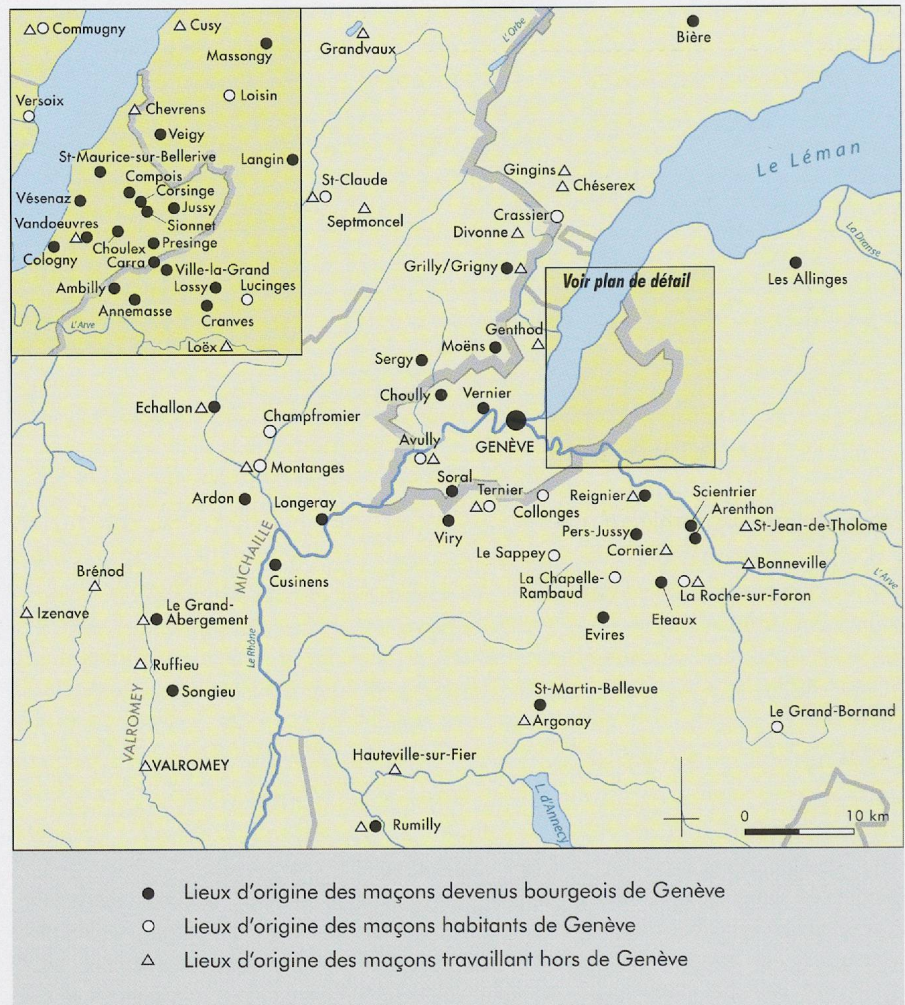 Commugny
Cusy
Massongy
Versoix
Loisin
Chevrens
Veigy
St-Maurice-sur-Bellerive
Langin
Compois
Corsinge
Vésenaz
Jussy
Sionnet
Vandoeuvres
Choulex
Presinge
Cologny
Carra
Ville-la-Grand
Ambilly
Lossy
Lucinges
Annemasse
Cranves
L'Arve
Loëx
Grandvaux
L'Orbe
Bière
Le Léman
St-Claude
Septmoncel
Gingins
Chéserex
Crassier
Divonne
La Dranse
Grilly/Grigny
Les Allinges
Voir plan de détail
Genthod
Moëns
Sergy
Choully
Vernier
GENÈVE
Echallon
Champfromier
Avully
Montanges
Soral
Ternier
Collonges
Reignier
Scientrier
Arenthon
Ardon
Longeray
Viry
Pers-Jussy
St-Jean-de-Tholome
Le Sappey
Cornier
Bonneville
MICHAILLE
Cusinens
La Chapelle-
Rambaud
La Roche-sur-Foron
L'Arve
Brénod
Izenave
Le Grand-
Abergement
Eteaux
Evires
Le Rhône
Ruffieu
Songieu
VALROMEY
VALROMEY
St-Martin-Bellevue
Argonay
Le Grand-Bornand
Hauteville-sur-Fier
L. d'Annecy
Rumilly
0 10 km
Lieux d'origine des maçons devenus bourgeois de Genève
Lieux d'origine des maçons habitants de Genève
Lieux d'origine des maçons travaillant hors de Genève